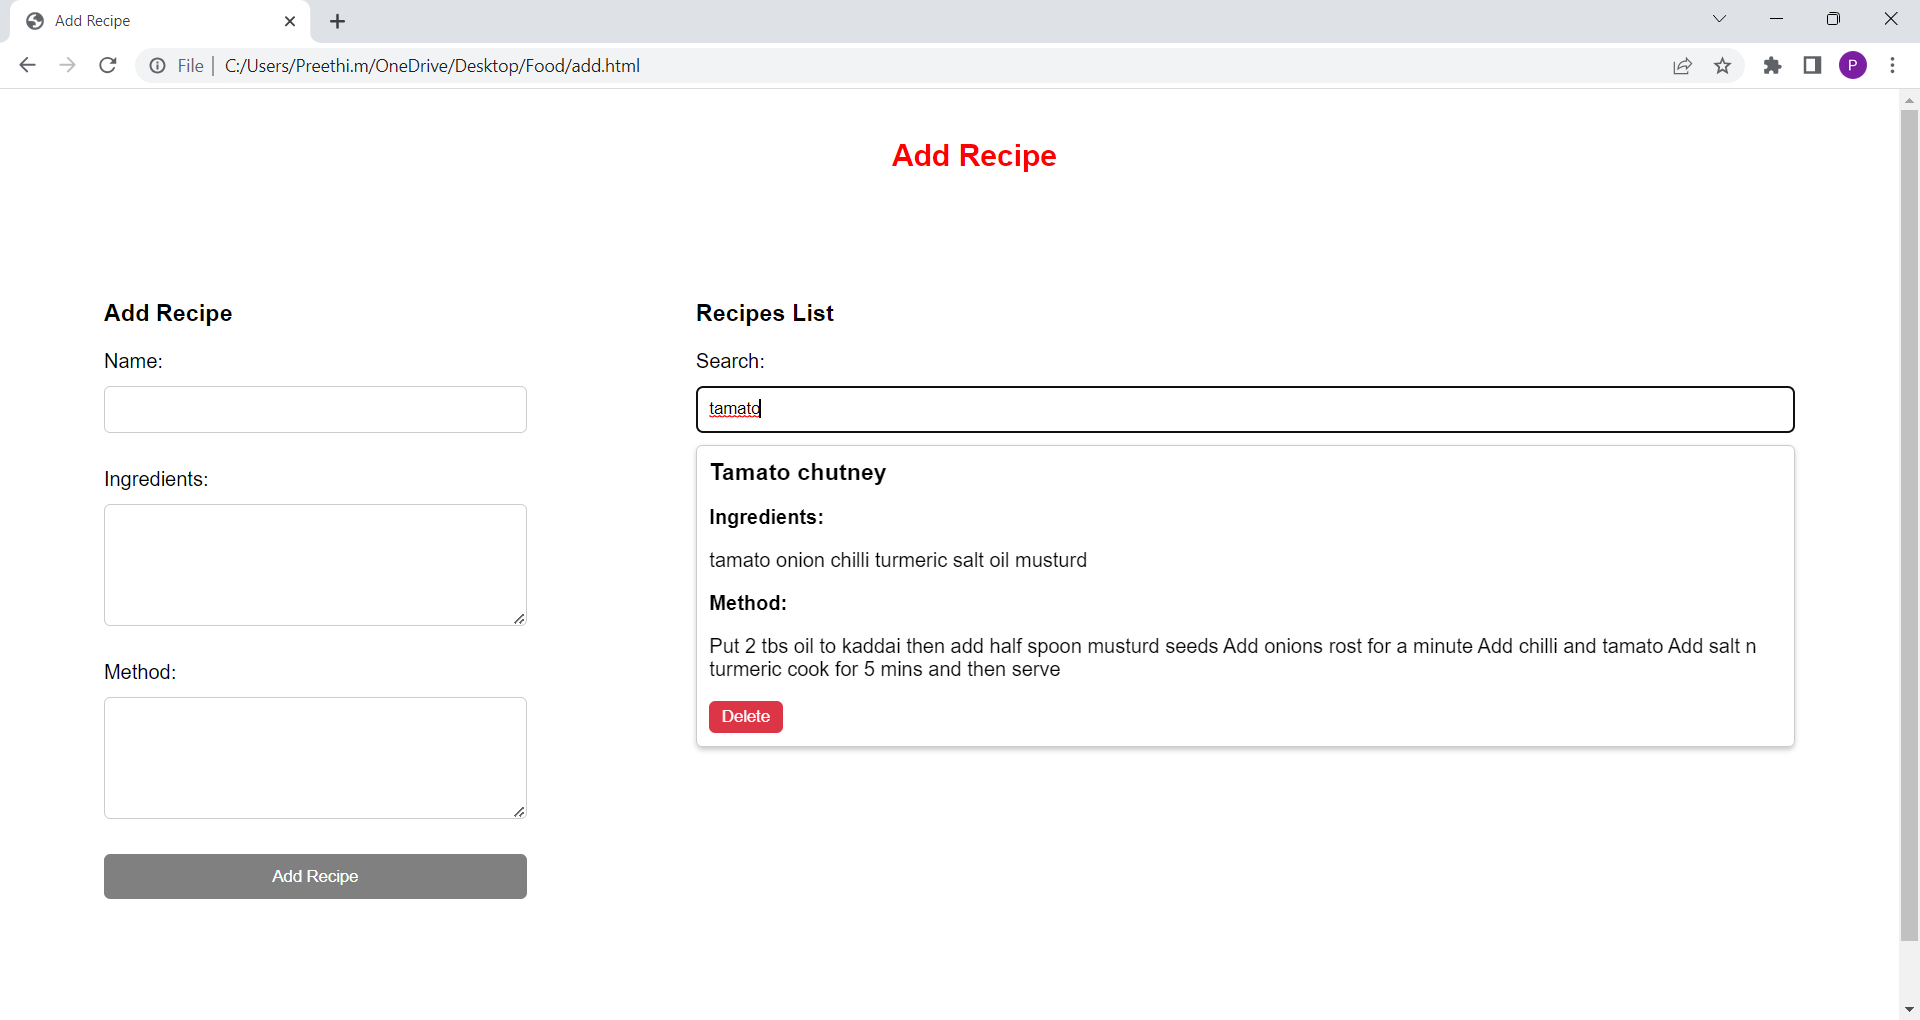 Add Recipe
File
C:/Users/Preethi.m/OneDrive/Desktop/Food/add.html
P
Add Recipe
Add Recipe
Name:
Ingredients:
Method:
Add Recipe
Recipes List
Search:
tamato
Tamato chutney
Ingredients:
tamato onion chilli turmeric salt oil musturd
Method:
Put 2 tbs oil to kaddai then add half spoon musturd seeds Add onions rost for a minute Add chilli and tamato Add salt n
turmeric cook for 5 mins and then serve
Delete